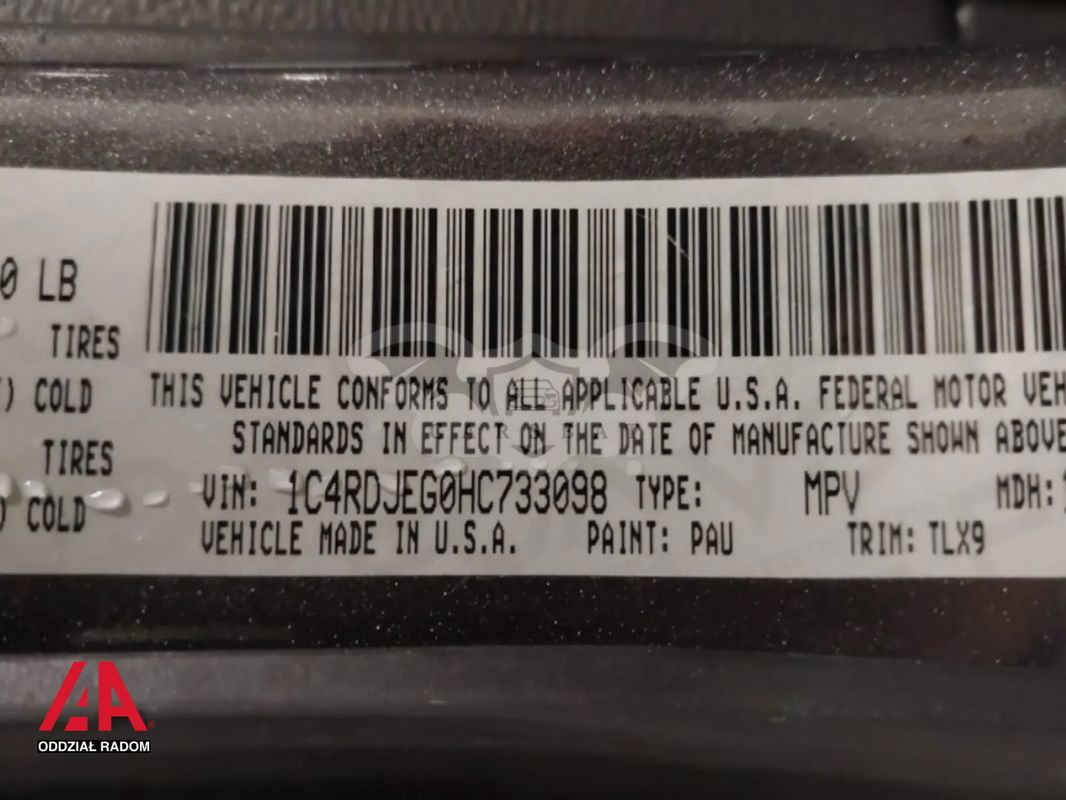 0 LB
TIRES
) COLD
THIS VEHICLE CONFORMS TO ALL APPLICABLE U.S.A. FEDERAL MOTOR VEH
STANDARDS IN EFFECT ON THE DATE OF MANUFACTURE SHOWN ABOVE
TIRES
) COLD
VIN: 1C4RDJEG0HC733098 TYPE: MPV MDH:
VEHICLE MADE IN U.S.A. PAINT: PAU TRIM: TLX9
AAA
ODDZIAŁ RADOM